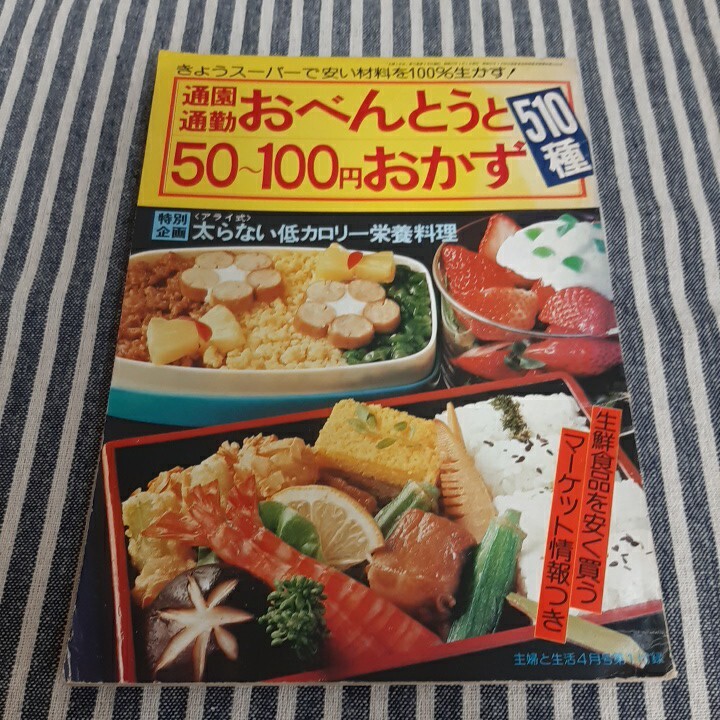 きょうスーパーで安い材料を100%生かす!
通園
通勤
おべんとうと
50~100円おかず
510種
特別
企画
〈アライ式〉
太らない低カロリー栄養料理
生鮮食品を安く買う
マーケット情報つき
主婦と生活4月号第1付録